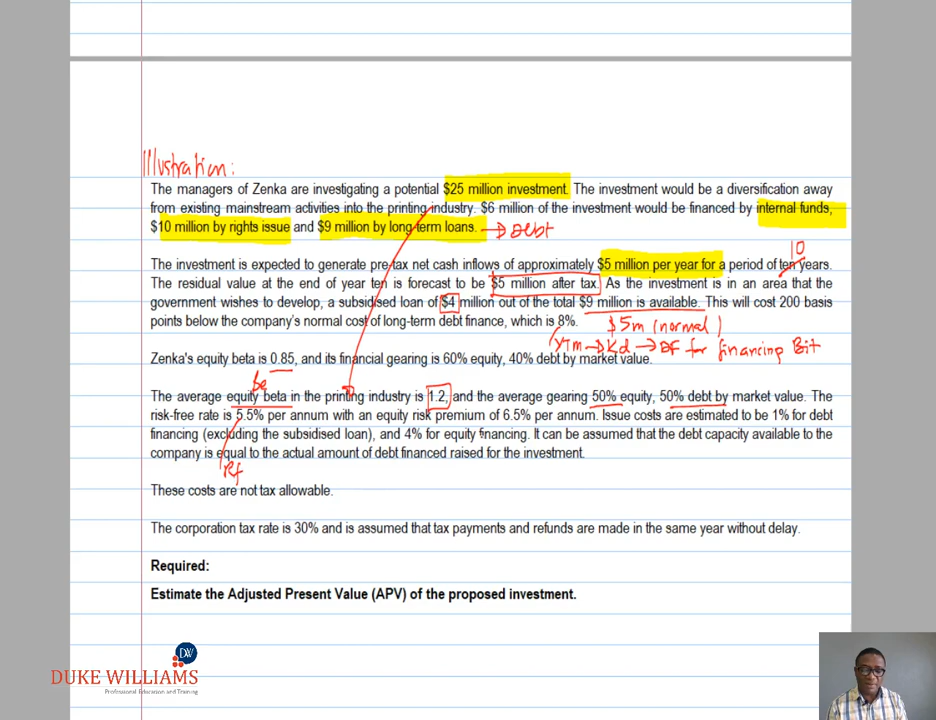 Illustration:
The managers of Zenka are investigating a potential $25 million investment. The investment would be a diversification away
from existing mainstream activities into the printing industry. $6 million of the investment would be financed by internal funds,
$10 million by rights issue and $9 million by long-term loans. → Debt
10
The investment is expected to generate pre-tax net cash inflows of approximately $5 million per year for a period of ten years.
The residual value at the end of year ten is forecast to be $5 million after tax. As the investment is in an area that the
government wishes to develop, a subsidised loan of $4 million out of the total $9 million is available. This will cost 200 basis
points below the company's normal cost of long-term debt finance, which is 8%.
$5m (normal)
YTM → Kd → DF for financing Bit
Zenka's equity beta is 0.85, and its financial gearing is 60% equity, 40% debt by market value.
βe
The average equity beta in the printing industry is 1.2, and the average gearing 50% equity, 50% debt by market value. The
risk-free rate is 5.5% per annum with an equity risk premium of 6.5% per annum. Issue costs are estimated to be 1% for debt
financing (excluding the subsidised loan), and 4% for equity financing. It can be assumed that the debt capacity available to the
company is equal to the actual amount of debt financed raised for the investment.
Rf
These costs are not tax allowable.
The corporation tax rate is 30% and is assumed that tax payments and refunds are made in the same year without delay.
Required:
Estimate the Adjusted Present Value (APV) of the proposed investment.
DW
DUKE WILLIAMS
Professional Education and Training